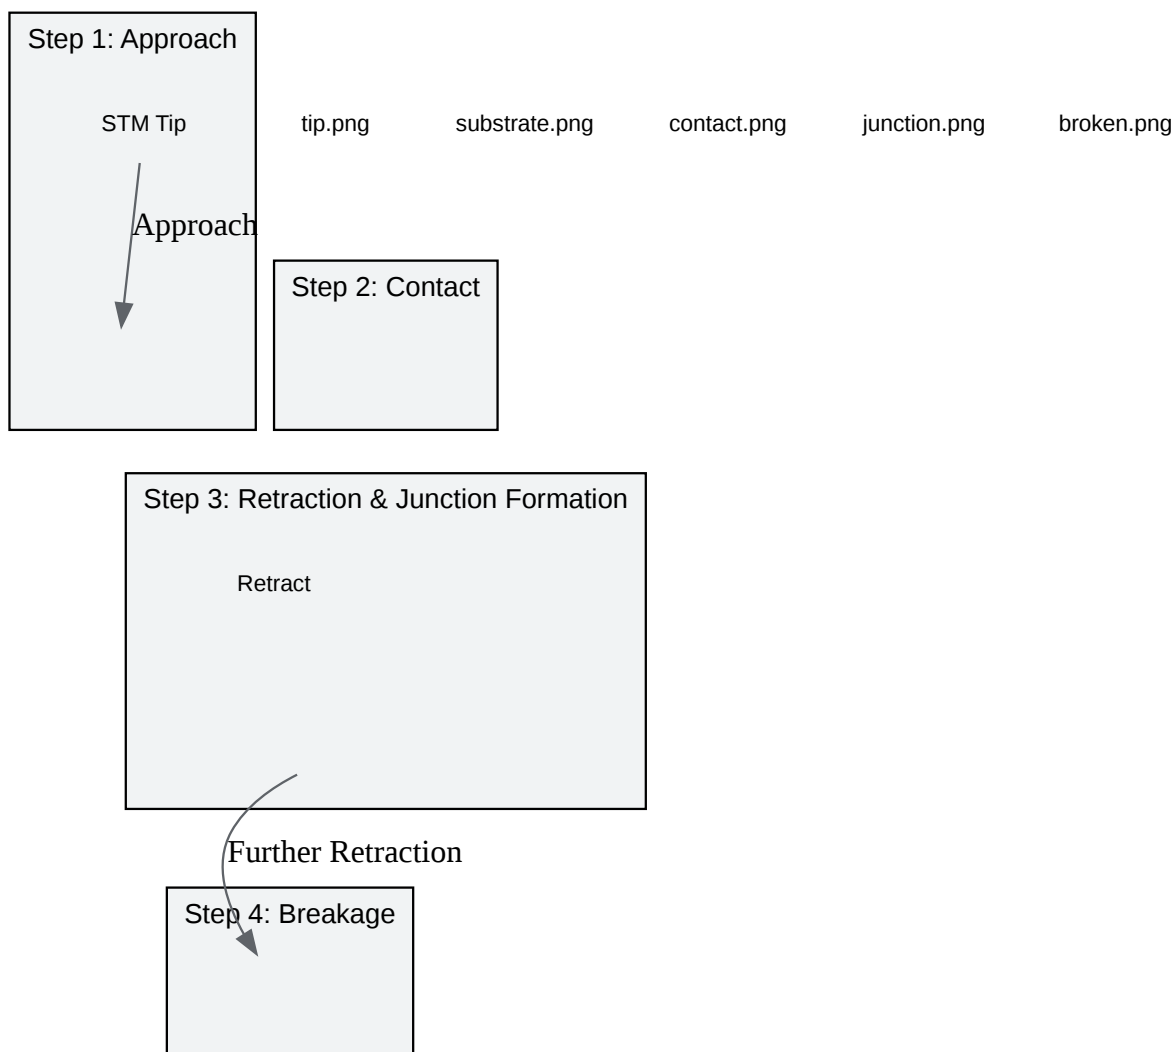 Step 1: Approach
STM Tip
tip.png
substrate.png
contact.png
junction.png
broken.png
Approach
Step 2: Contact
Step 3: Retraction & Junction Formation
Retract
Further Retraction
Step 4: Breakage